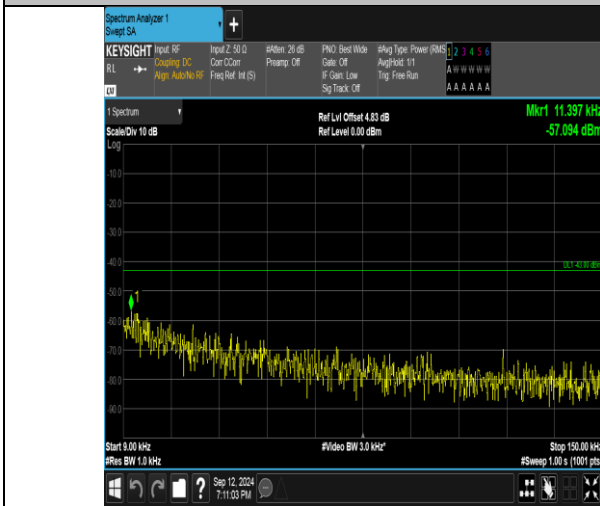 Spectrum Analyzer 1
Swept SA
+
KEYSIGHT Input: RF Input Z: 50 Ω #Atten: 26 dB PNO: Best Wide #Avg Type: Power (RMS 1 2 3 4 5 6
RL Coupling: DC Corr CCorr Preamp: Off Gate: Off Avg|Hold: 1/1 A W W W W W
Align: Auto/No RF Freq Ref: Int (S) IF Gain: Low Trig: Free Run
Sig Track: Off A A A A A A
1 Spectrum
Ref Lvl Offset 4.83 dB Mkr1 11.397 kHz
Scale/Div 10 dB Ref Level 0.00 dBm -57.094 dBm
Log
-10.0
-20.0
-30.0
-40.0
DL1 -43.00 dBm
-50.0
1
-60.0
-70.0
-80.0
-90.0
Start 9.00 kHz #Video BW 3.0 kHz* Stop 150.00 kHz
#Res BW 1.0 kHz #Sweep 1.00 s (1001 pts
? Sep 12, 2024
7:11:03 PM